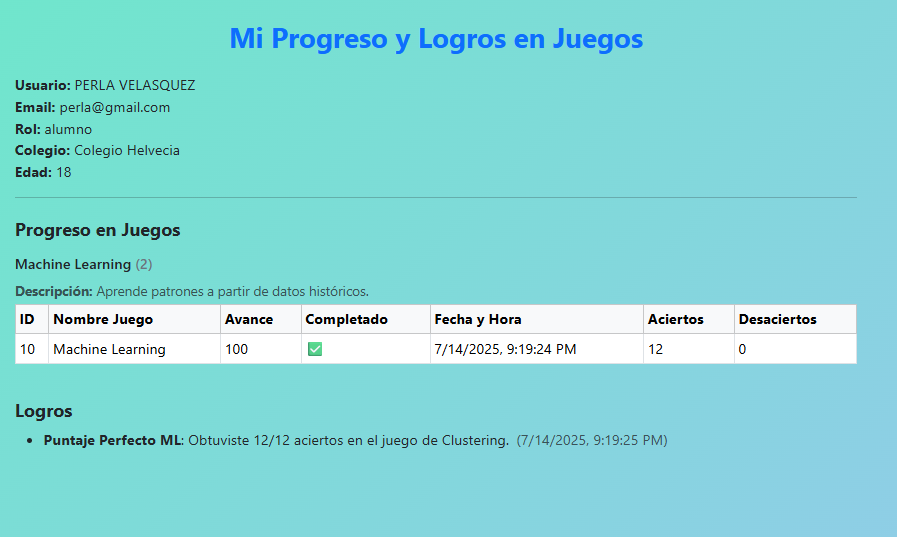 Mi Progreso y Logros en Juegos
Usuario: PERLA VELASQUEZ
Email: perla@gmail.com
Rol: alumno
Colegio: Colegio Helvecia
Edad: 18
Progreso en Juegos
Machine Learning (2)
Descripción: Aprende patrones a partir de datos históricos.
ID Nombre Juego Avance Completado Fecha y Hora Aciertos Desaciertos
10 Machine Learning 100 ✅ 7/14/2025, 9:19:24 PM 12 0
Logros
• Puntaje Perfecto ML: Obtuviste 12/12 aciertos en el juego de Clustering. (7/14/2025, 9:19:25 PM)